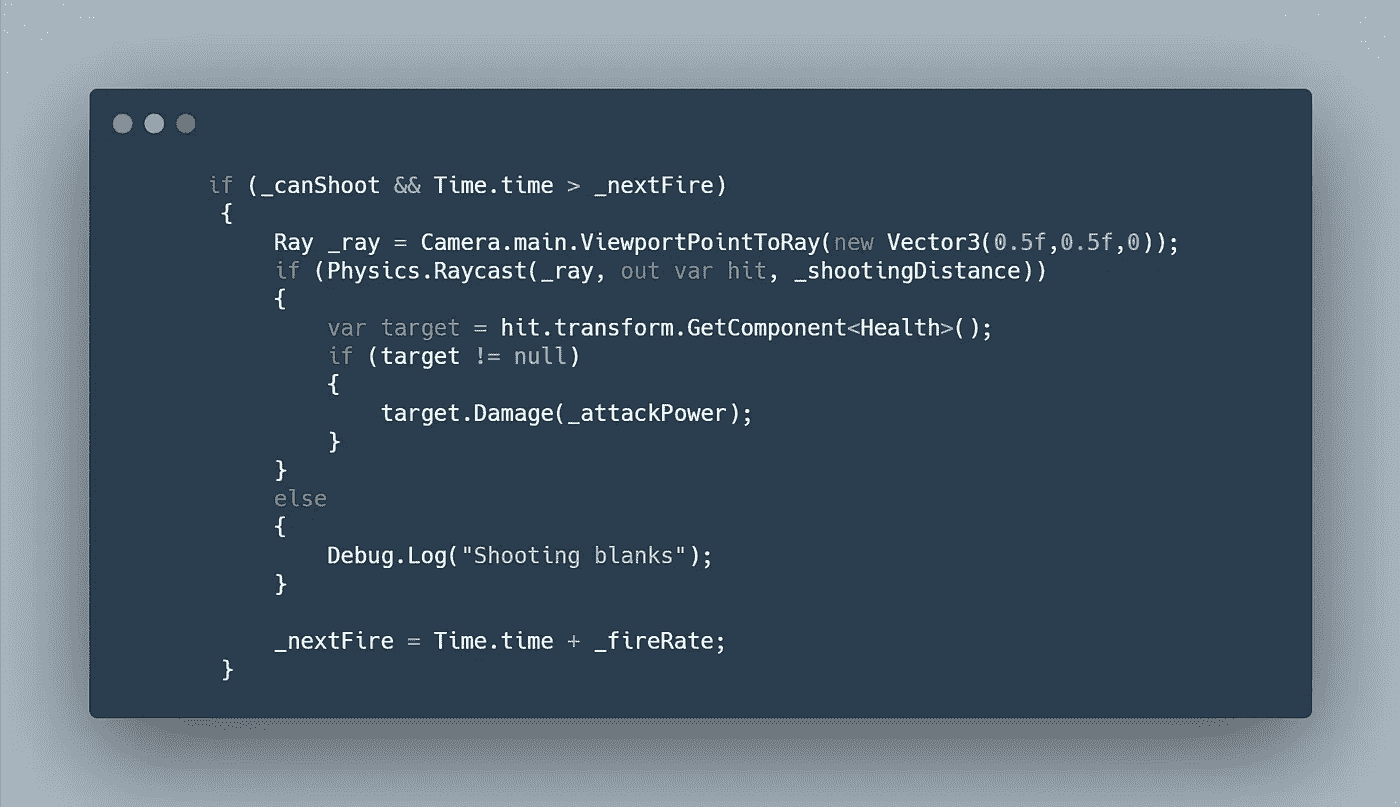 if (_canShoot && Time.time > _nextFire)
{
Ray _ray = Camera.main.ViewportPointToRay(new Vector3(0.5f,0.5f,0));
if (Physics.Raycast(_ray, out var hit, _shootingDistance))
{
var target = hit.transform.GetComponent<Health>();
if (target != null)
{
target.Damage(_attackPower);
}
}
else
{
Debug.Log("Shooting blanks");
}
_nextFire = Time.time + _fireRate;
}